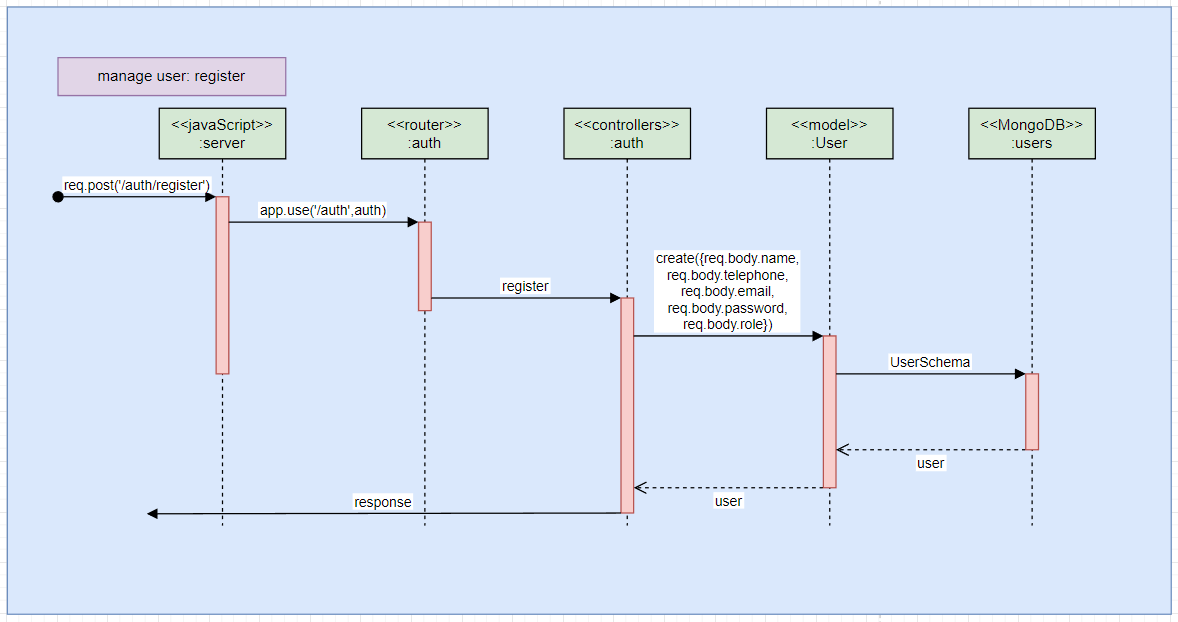 manage user: register
<<javaScript>>
:server
<<router>>
:auth
<<controllers>>
:auth
<<model>>
:User
<<MongoDB>>
:users
req.post('/auth/register')
app.use('/auth',auth)
register
create({req.body.name,
req.body.telephone,
req.body.email,
req.body.password,
req.body.role})
UserSchema
user
user
response